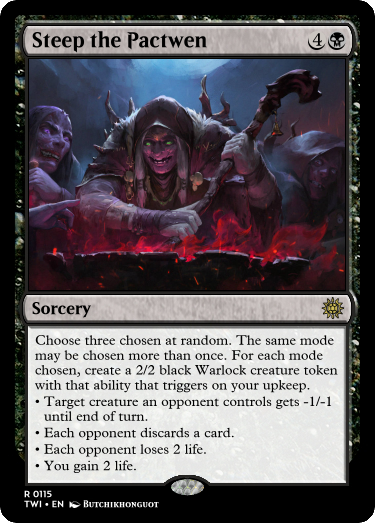 Steep the Pactwen 4
Sorcery
Choose three chosen at random. The same mode
may be chosen more than once. For each mode
chosen, create a 2/2 black Warlock creature token
with that ability that triggers on your upkeep.
• Target creature an opponent controls gets -1/-1
until end of turn.
• Each opponent discards a card.
• Each opponent loses 2 life.
• You gain 2 life.
R 0115
TWI • EN Butchikhonguot